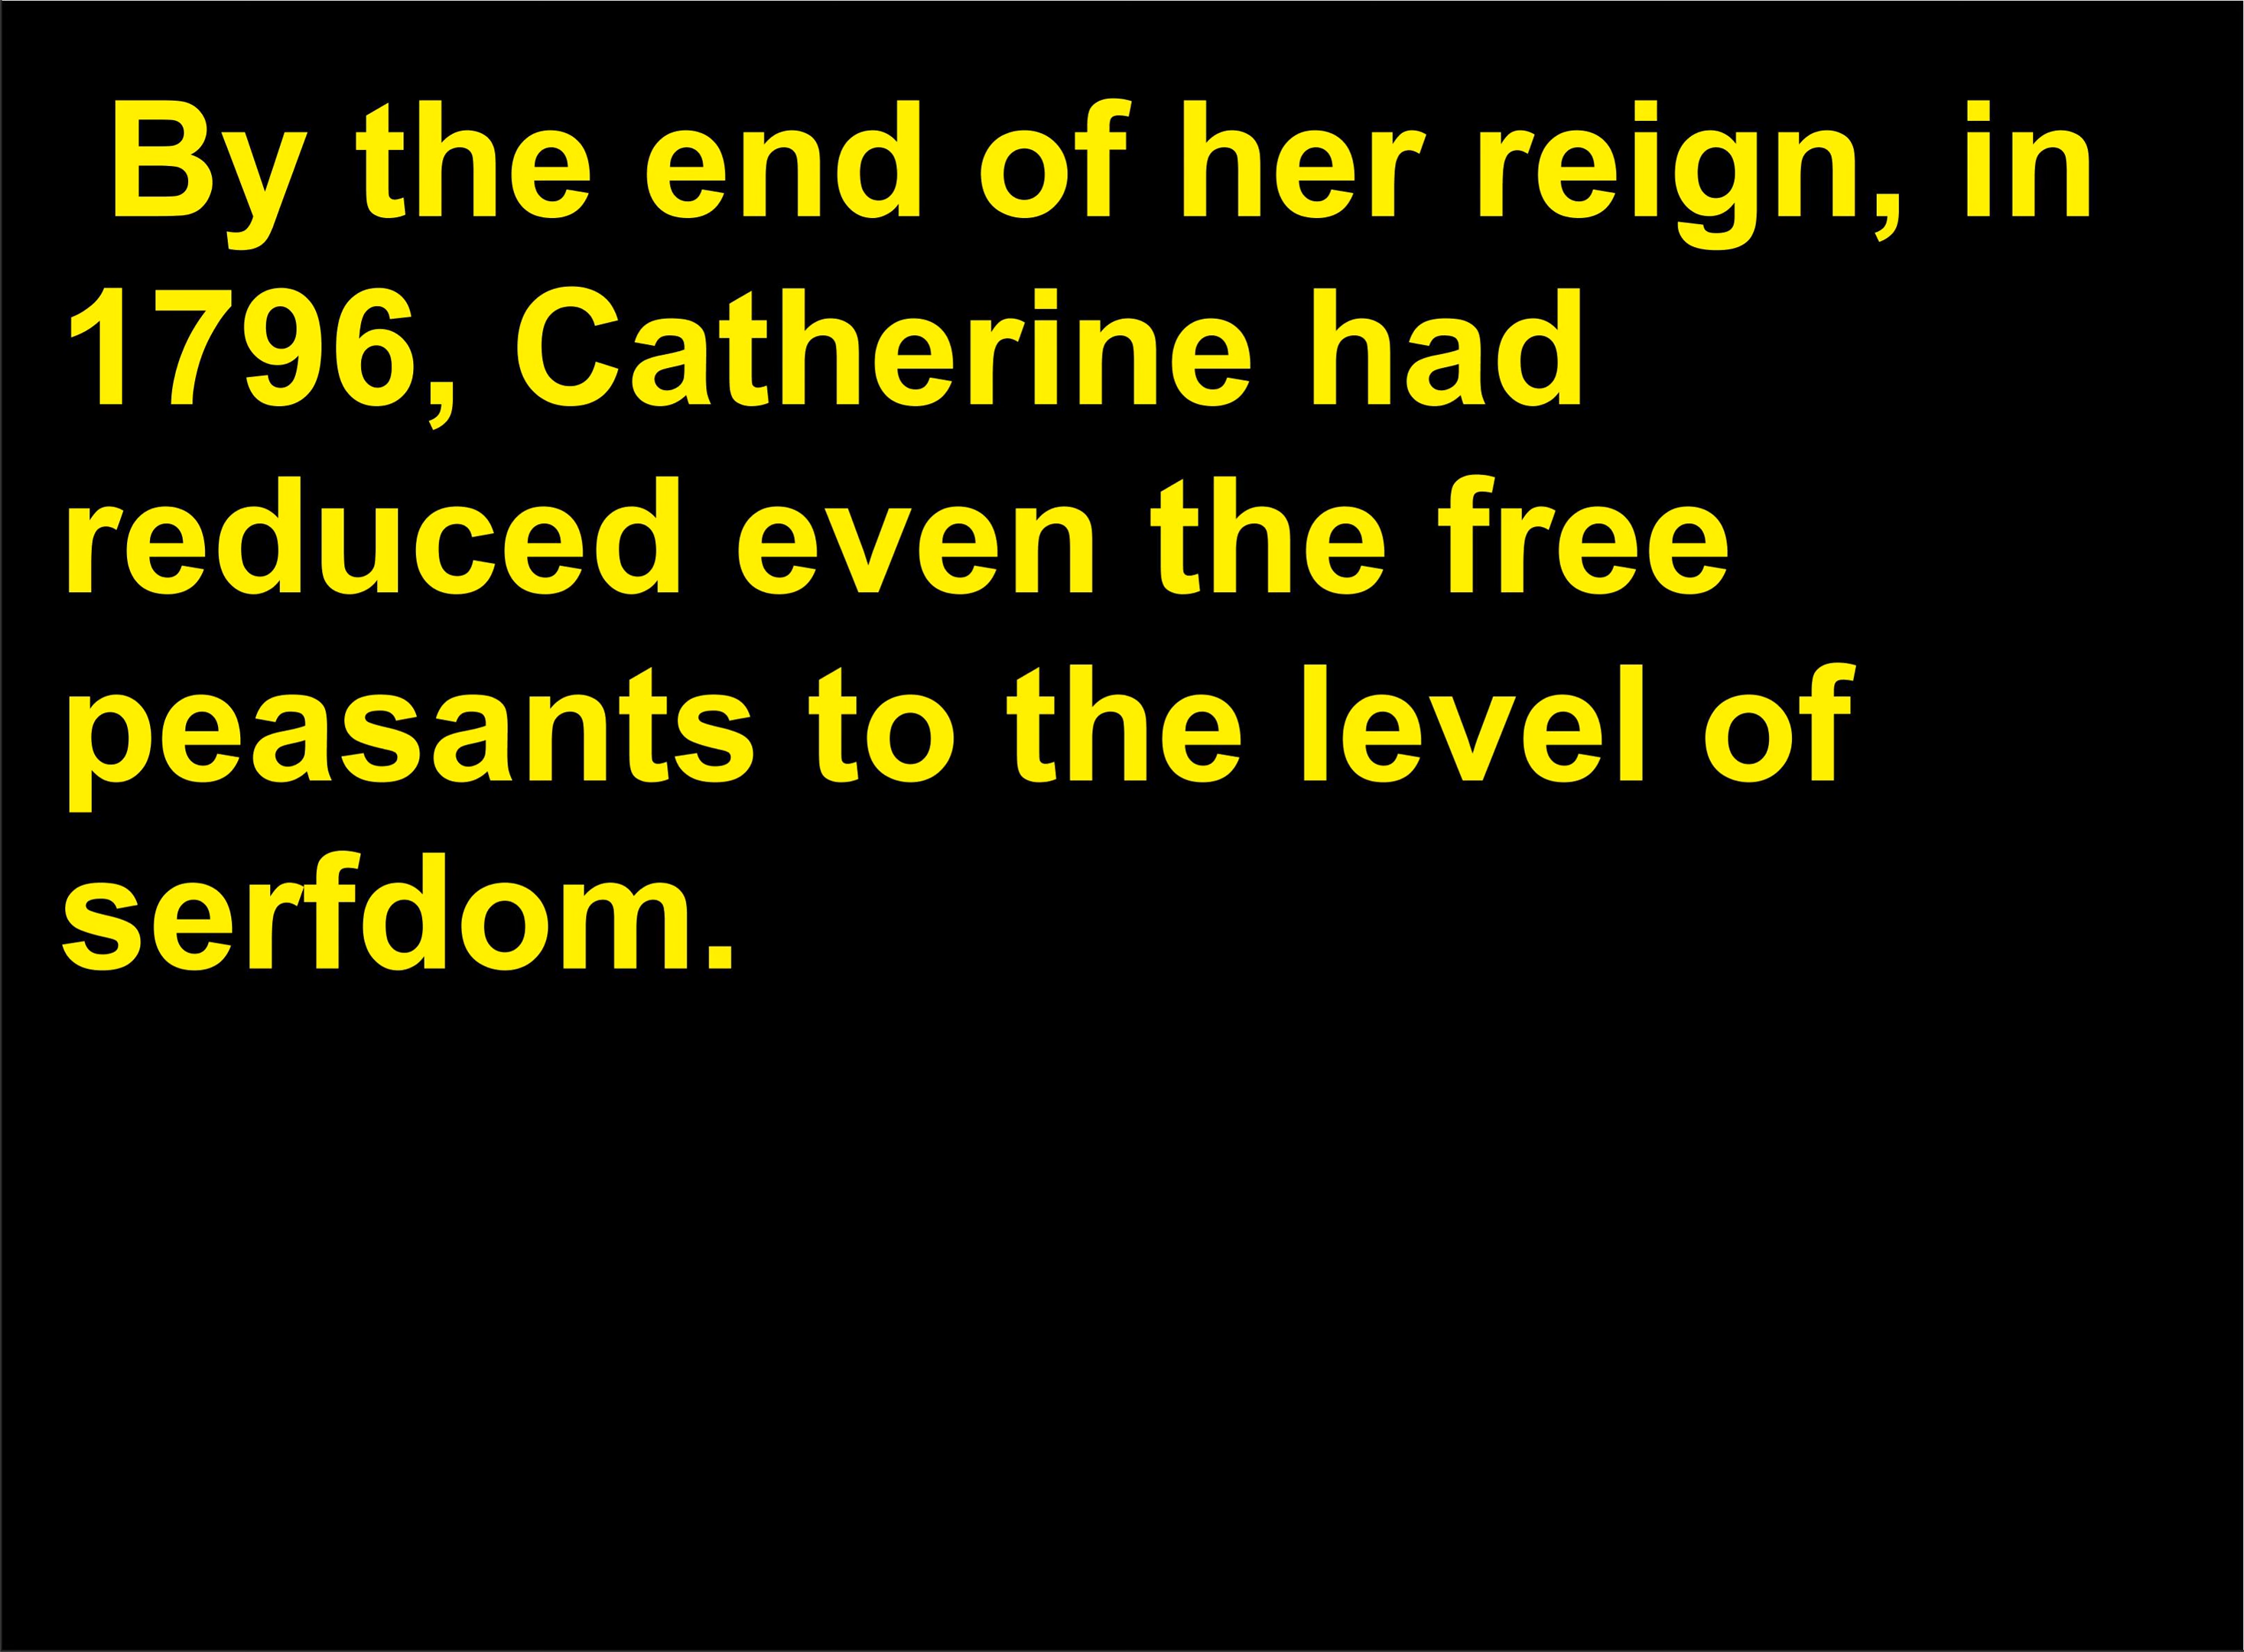 By the end of her reign, in
1796, Catherine had
reduced even the free
peasants to the level of
serfdom.